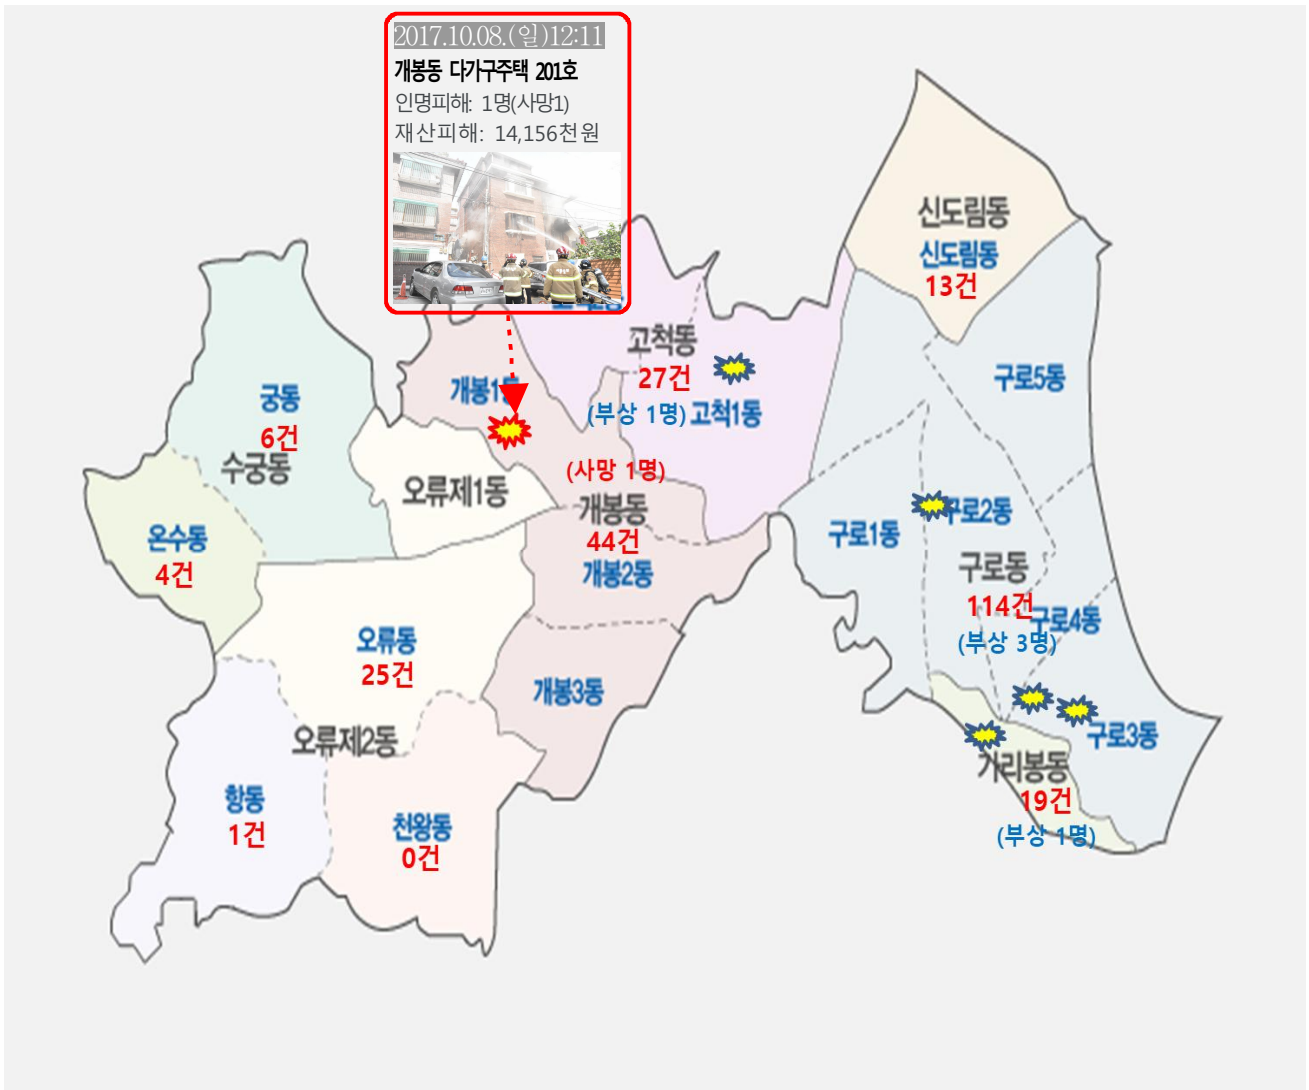 2017.10.08.(일)12:11
개봉동 다가구주택 201호
인명피해: 1명(사망1)
재산피해: 14,156천원
신도림동
신도림동
13건
고척동
27건
(부상 1명)
고척1동
구로5동
개봉1동
궁동
6건
수궁동
오류제1동
(사망 1명)
개봉동
44건
개봉2동
구로2동
구로1동
온수동
4건
구로동
114건
구로4동
(부상 3명)
오류동
25건
개봉3동
오류제2동
구로3동
가리봉동
19건
(부상 1명)
항동
1건
천왕동
0건